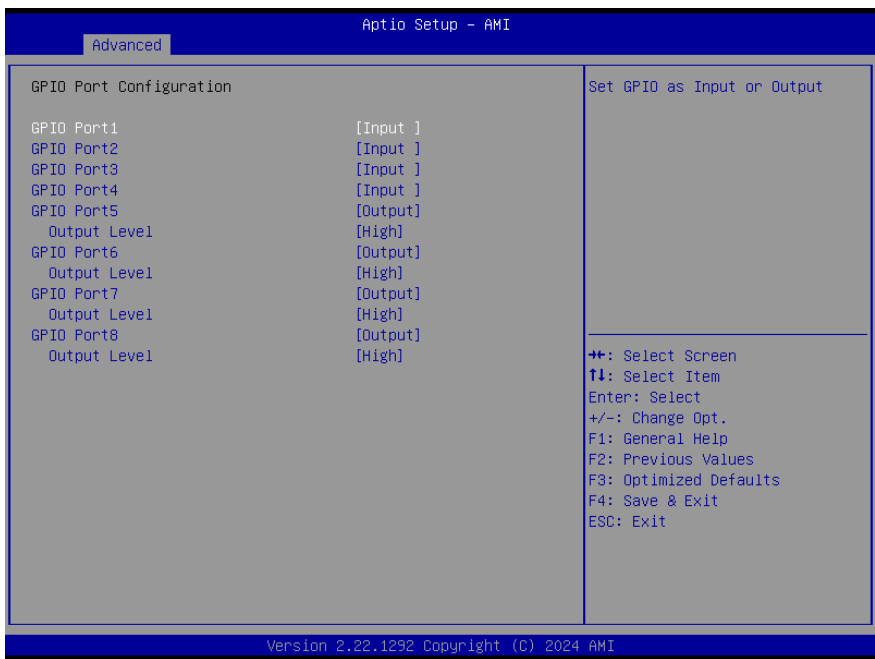 Aptio Setup – AMI
Advanced
GPIO Port Configuration
GPIO Port1 [Input ]
GPIO Port2 [Input ]
GPIO Port3 [Input ]
GPIO Port4 [Input ]
GPIO Port5 [Output]
Output Level [High]
GPIO Port6 [Output]
Output Level [High]
GPIO Port7 [Output]
Output Level [High]
GPIO Port8 [Output]
Output Level [High]
Set GPIO as Input or Output
→←: Select Screen
↑↓: Select Item
Enter: Select
+/-: Change Opt.
F1: General Help
F2: Previous Values
F3: Optimized Defaults
F4: Save & Exit
ESC: Exit
Version 2.22.1292 Copyright (C) 2024 AMI